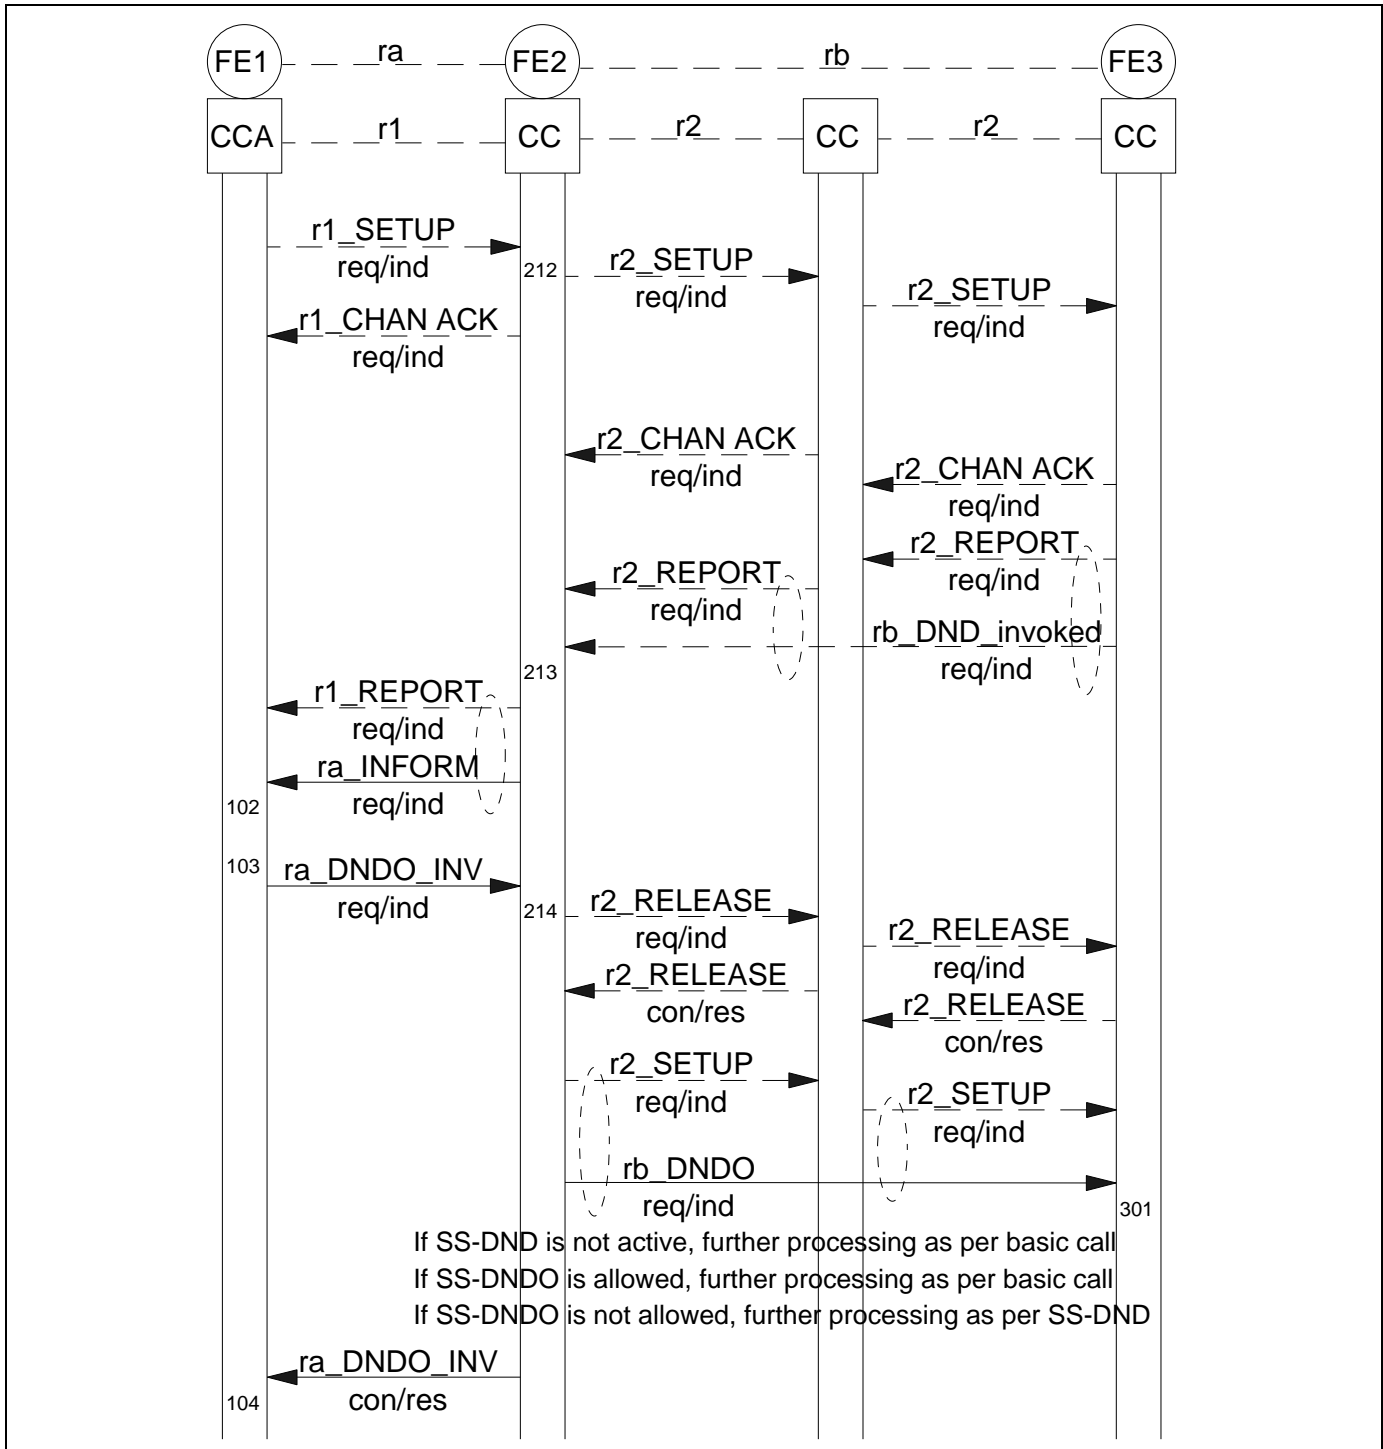 FE1 ra FE2 rb FE3
CCA r1 CC r2 CC r2 CC
r1_SETUP
req/ind
212
r2_SETUP
req/ind
r2_SETUP
req/ind
r1_CHAN ACK
req/ind
r2_CHAN ACK
req/ind
r2_CHAN ACK
req/ind
r2_REPORT
req/ind
r2_REPORT
req/ind
rb_DND_invoked
req/ind
213
r1_REPORT
req/ind
ra_INFORM
req/ind
102
103
ra_DNDO_INV
req/ind
214
r2_RELEASE
req/ind
r2_RELEASE
req/ind
r2_RELEASE
con/res
r2_RELEASE
con/res
r2_SETUP
req/ind
r2_SETUP
req/ind
rb_DNDO
req/ind
301
If SS-DND is not active, further processing as per basic call
If SS-DNDO is allowed, further processing as per basic call
If SS-DNDO is not allowed, further processing as per SS-DND
ra_DNDO_INV
con/res
104